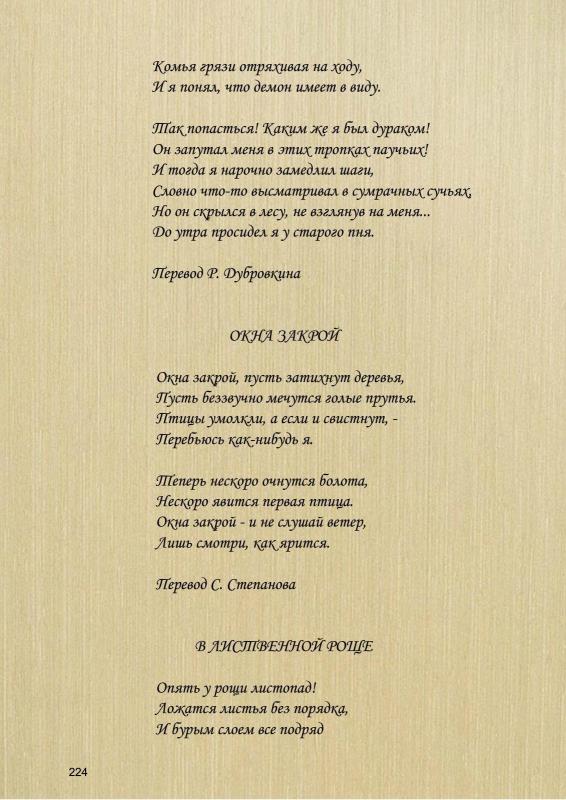 Комья грязи отряхивая на ходу,
И я понял, что демон имеет в виду.
Так попасться! Каким же я был дураком!
Он запутал меня в этих тропках паучьих!
И тогда я нарочно замедлил шаги,
Словно что-то высматривал в сумрачных сучьях,
Но он скрылся в лесу, не взглянув на меня...
До утра просидел я у старого пня.
Перевод Р. Дубровкина
ОКНА ЗАКРОЙ
Окна закрой, пусть затихнут деревья,
Пусть беззвучно мечутся голые прутья.
Птицы умолкли, а если и свистнут, -
Перебьюсь как-нибудь я.
Теперь нескоро очнутся болота,
Нескоро явится первая птица.
Окна закрой - и не слушай ветер,
Лишь смотри, как ярится.
Перевод С. Степанова
В ЛИСТВЕННОЙ РОЩЕ
Опять у рощи листопад!
Ложатся листья без порядка,
И бурым слоем все подряд
224